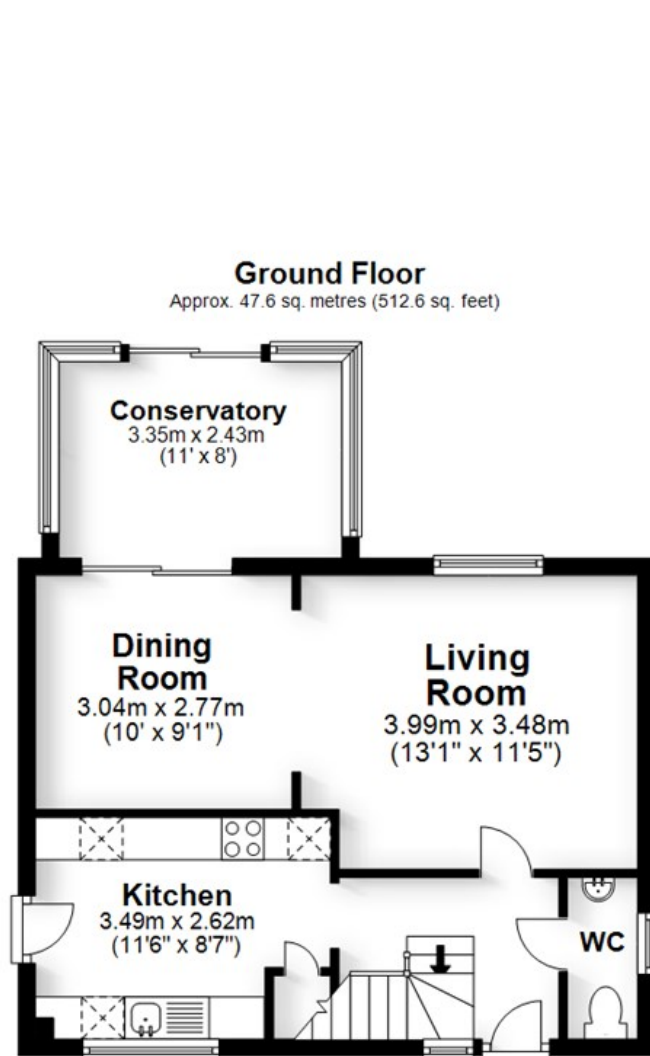 Ground Floor
Approx. 47.6 sq. metres (512.6 sq. feet)
Conservatory
3.35m x 2.43m
(11' x 8')
Dining
Room
3.04m x 2.77m
(10' x 9'1")
Living
Room
3.99m x 3.48m
(13'1" x 11'5")
Kitchen
3.49m x 2.62m
(11'6" x 8'7")
WC